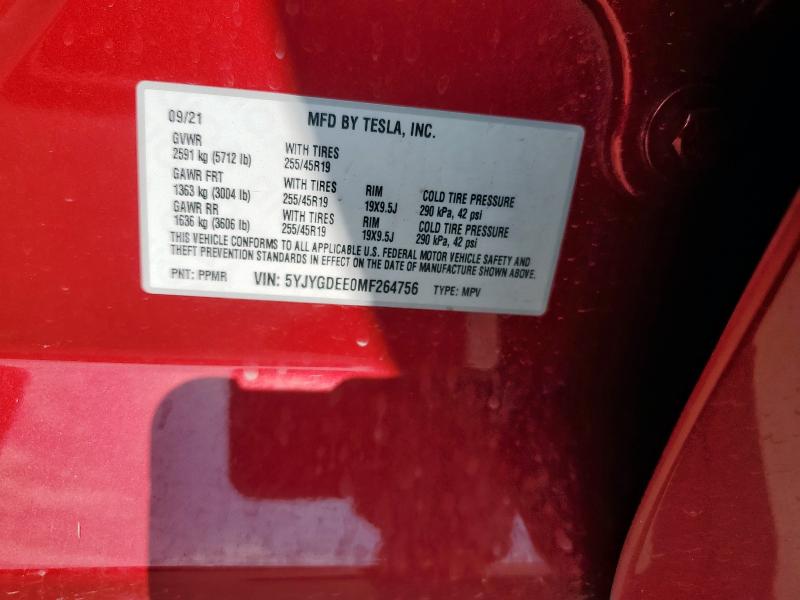 09/21 MFD BY TESLA, INC.
GVWR
2591 kg (5712 lb) WITH TIRES 255/45R19
GAWR FRT
1363 kg (3004 lb) WITH TIRES 255/45R19 RIM 19X9.5J COLD TIRE PRESSURE 290 kPa, 42 psi
GAWR RR
1636 kg (3606 lb) WITH TIRES 255/45R19 RIM 19X9.5J COLD TIRE PRESSURE 290 kPa, 42 psi
THIS VEHICLE CONFORMS TO ALL APPLICABLE U.S. FEDERAL MOTOR VEHICLE SAFETY AND
THEFT PREVENTION STANDARDS IN EFFECT ON THE DATE OF MANUFACTURE SHOWN ABOVE.
PNT: PPMR VIN: 5YJYGDEE0MF264756 TYPE: MPV